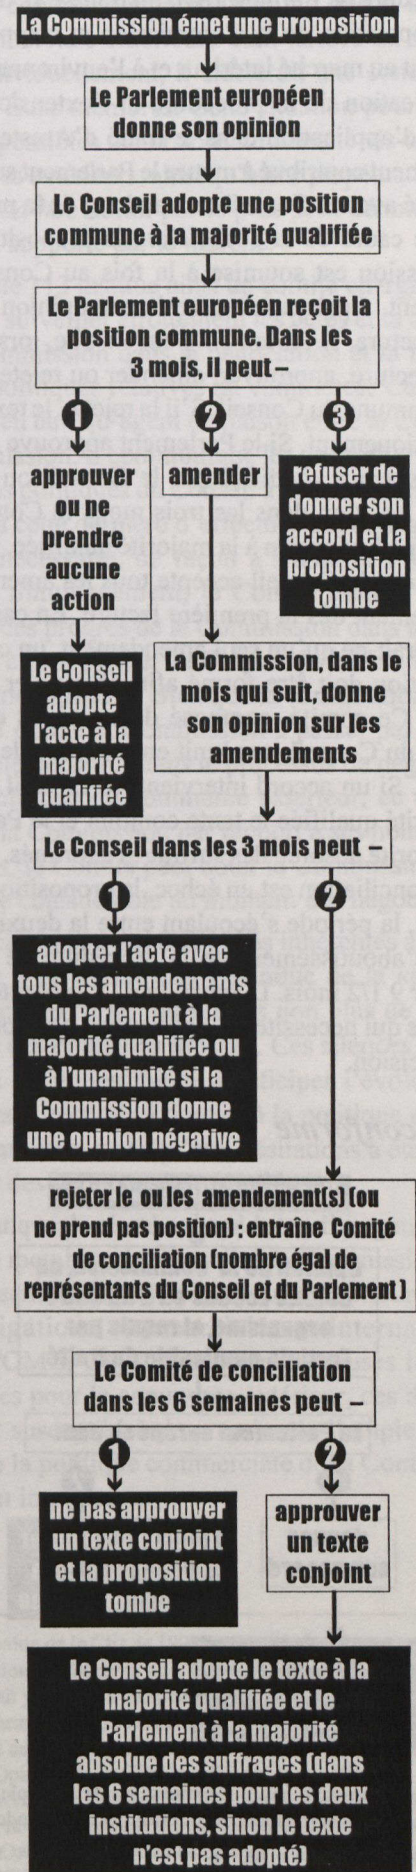 La Commission émet une proposition
Le Parlement européen
donne son opinion
Le Conseil adopte une position
commune à la majorité qualifiée
Le Parlement européen reçoit la
position commune. Dans les
3 mois, il peut –
1
2
3
approuver
ou ne
prendre
aucune
action
amender
refuser de
donner son
accord et la
proposition
tombe
Le Conseil
adopte
l'acte à la
majorité
qualifiée
La Commission, dans le
mois qui suit, donne
son opinion sur les
amendements
Le Conseil dans les 3 mois peut –
1
2
adopter l'acte avec
tous les amendements
du Parlement à la
majorité qualifiée ou
à l'unanimité si la
Commission donne
une opinion négative
rejeter le ou les amendement(s) (ou
ne prend pas position) : entraîne Comité
de conciliation (nombre égal de
représentants du Conseil et du Parlement)
Le Comité de conciliation
dans les 6 semaines peut –
1
2
ne pas approuver
un texte conjoint
et la proposition
tombe
approuver
un texte
conjoint
Le Conseil adopte le texte à la
majorité qualifiée et le
Parlement à la majorité
absolue des suffrages (dans
les 6 semaines pour les deux
institutions, sinon le texte
n'est pas adopté)